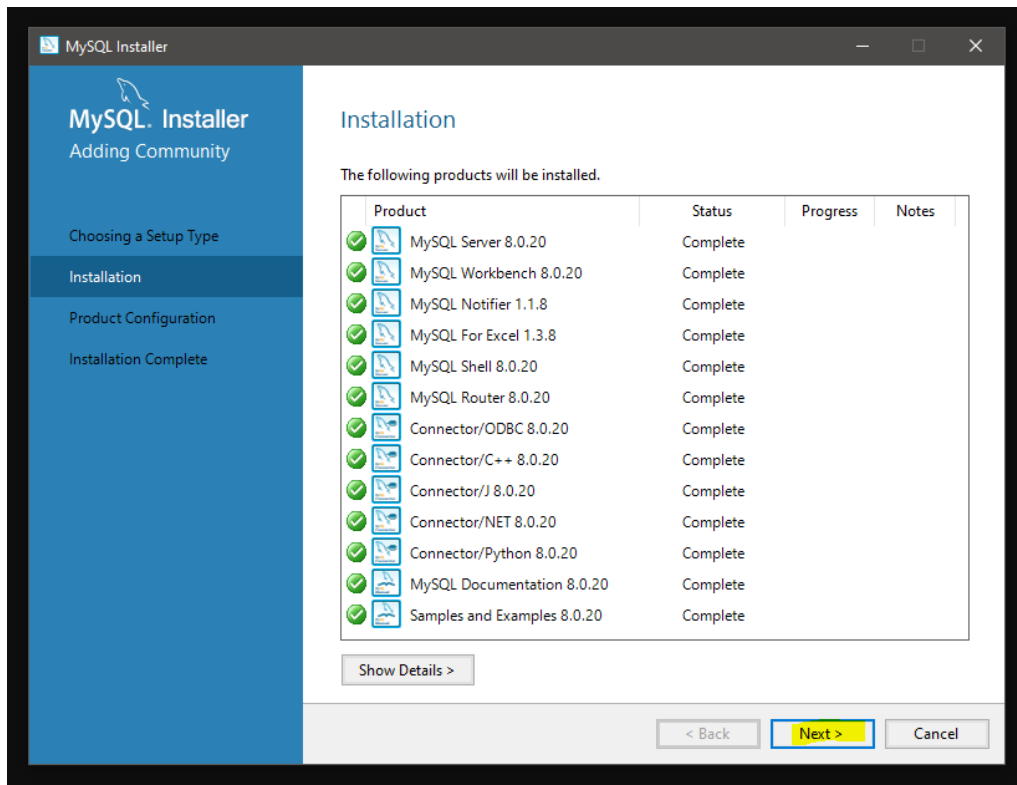 MySQL Installer
MySQL. Installer
Adding Community
Choosing a Setup Type
Installation
Product Configuration
Installation Complete
Installation
The following products will be installed.
Product Status Progress Notes
MySQL Server 8.0.20 Complete
MySQL Workbench 8.0.20 Complete
MySQL Notifier 1.1.8 Complete
MySQL For Excel 1.3.8 Complete
MySQL Shell 8.0.20 Complete
MySQL Router 8.0.20 Complete
Connector/ODBC 8.0.20 Complete
Connector/C++ 8.0.20 Complete
Connector/J 8.0.20 Complete
Connector/NET 8.0.20 Complete
Connector/Python 8.0.20 Complete
MySQL Documentation 8.0.20 Complete
Samples and Examples 8.0.20 Complete
Show Details >
< Back Next > Cancel